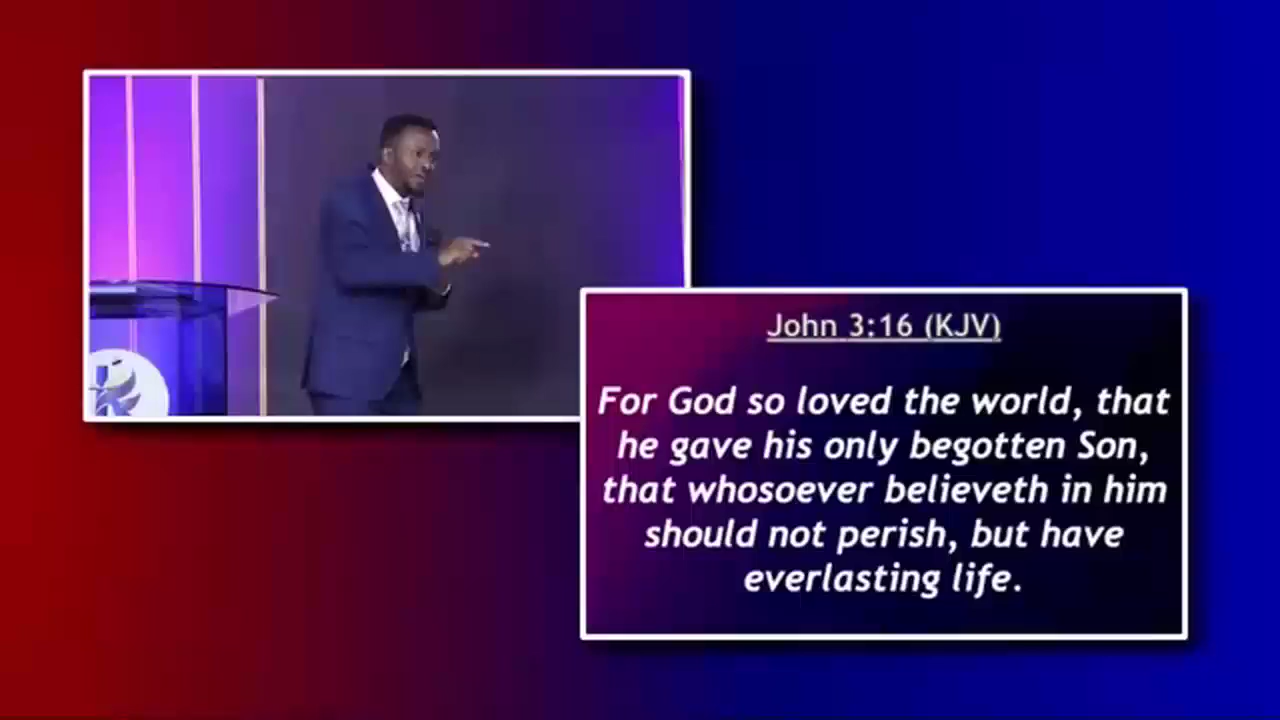 John 3:16 (KJV)
For God so loved the world, that
he gave his only begotten Son,
that whosoever believeth in him
should not perish, but have
everlasting life.